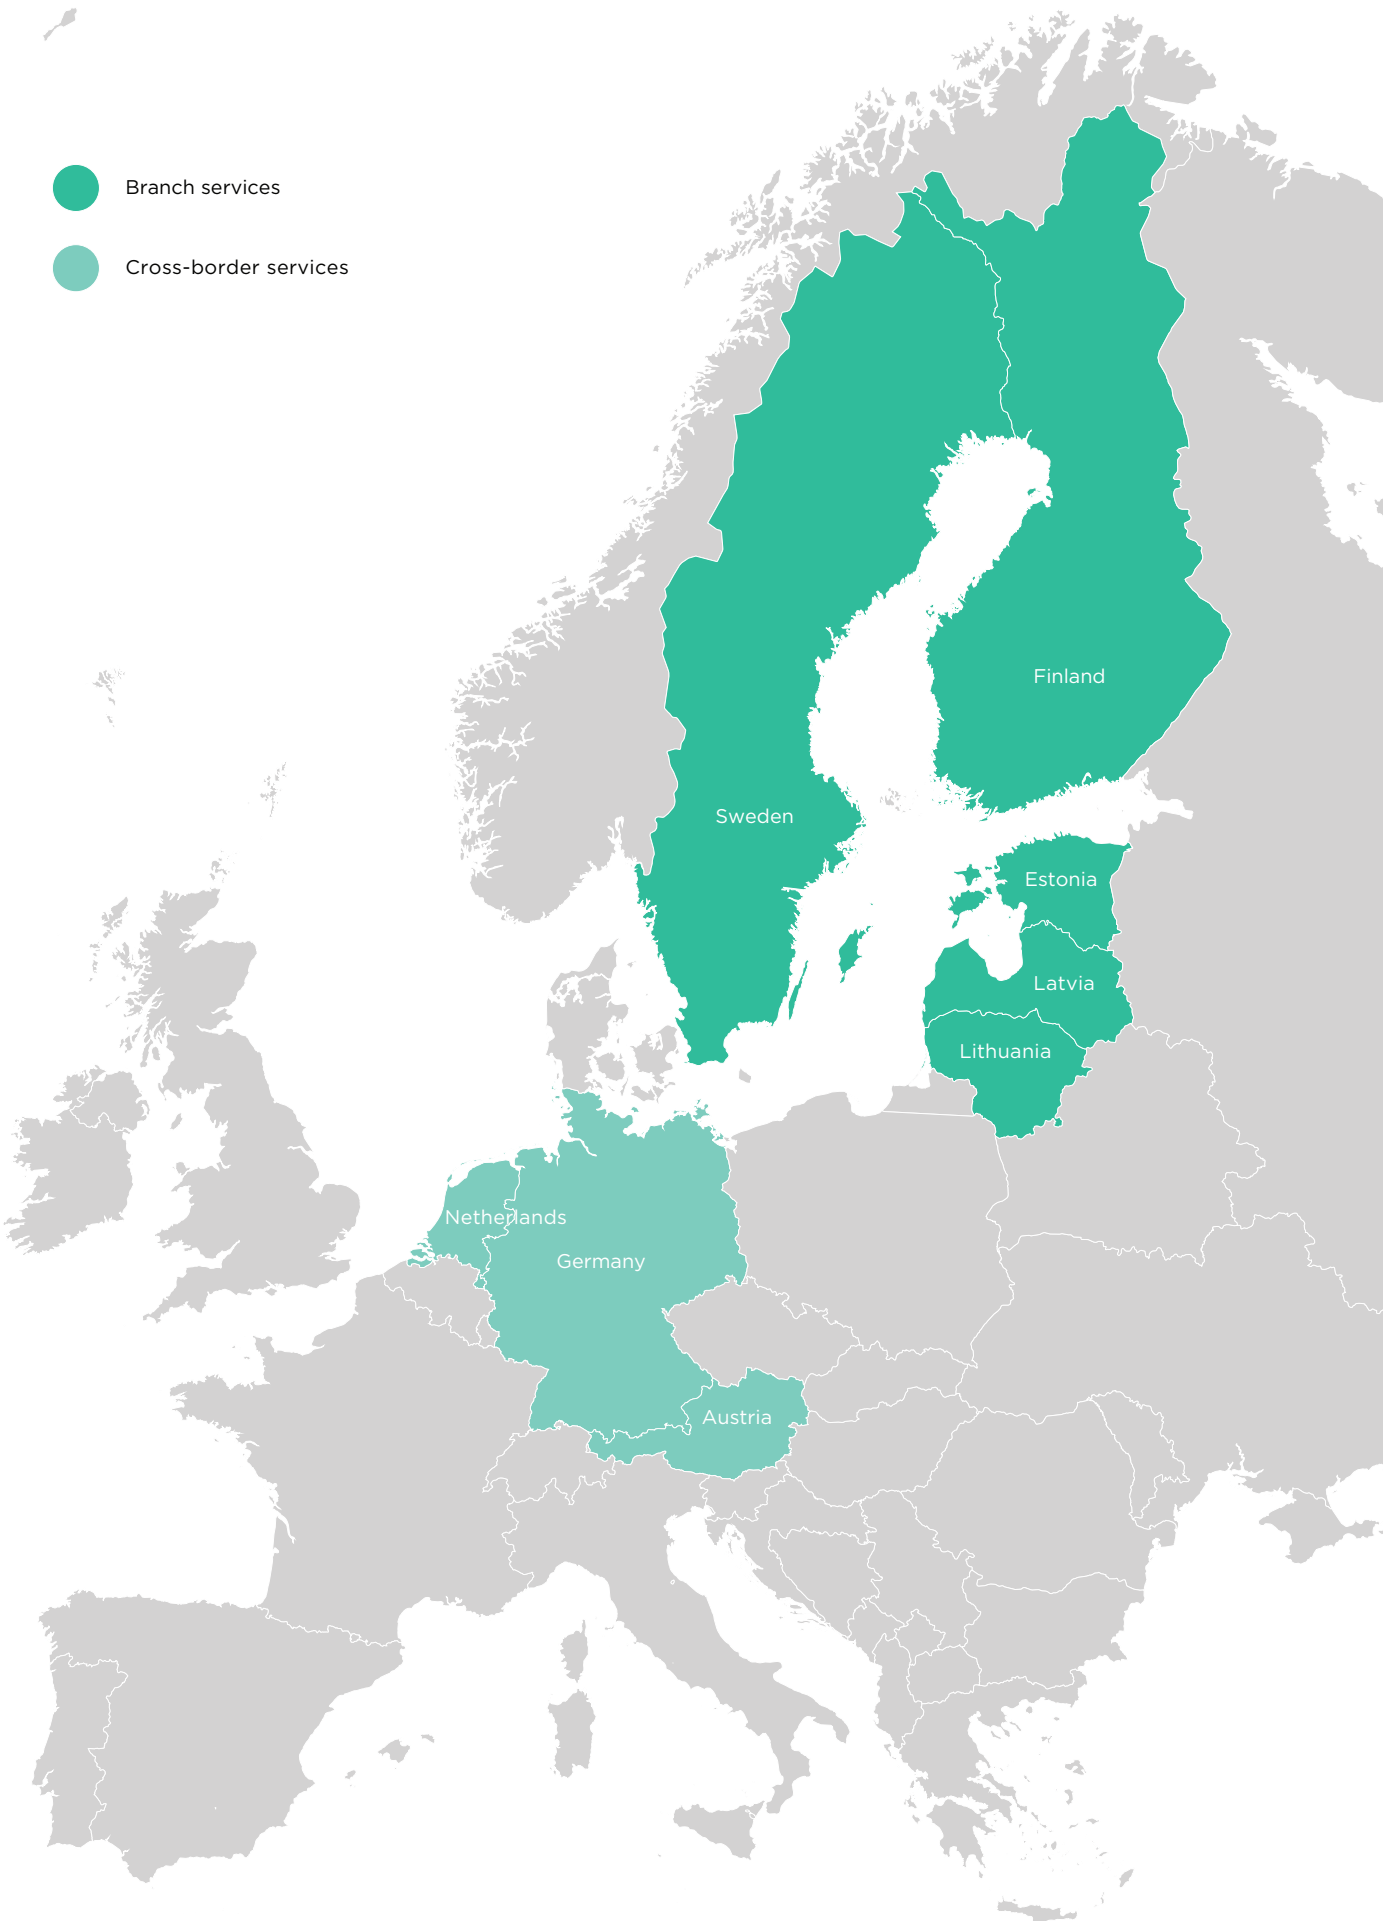 Branch services
Cross-border services
Finland
Sweden
Estonia
Latvia
Lithuania
Netherlands
Germany
Austria